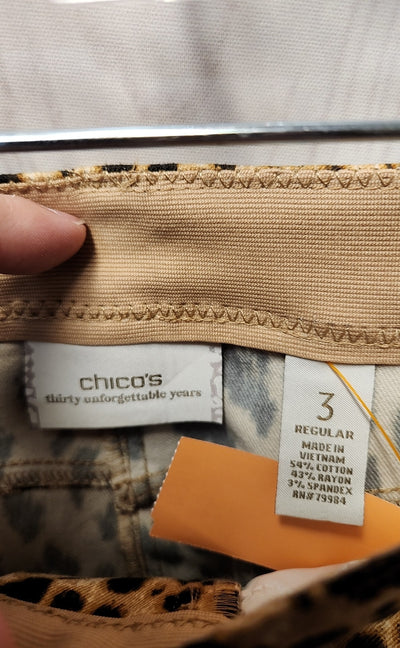 chico's
thirty unforgettable years
3
REGULAR
MADE IN
VIETNAM
54% COTTON
43% RAYON
3% SPANDEX
RN# 79984